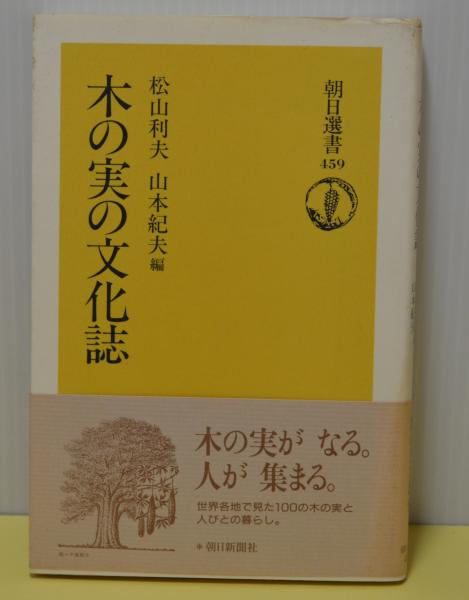 朝日選書
459
松山利夫 山本紀夫 編
木の実の文化誌
木の実が なる。
人が 集まる。
世界各地で見た100の木の実と
人びとの暮らし。
*朝日新聞社